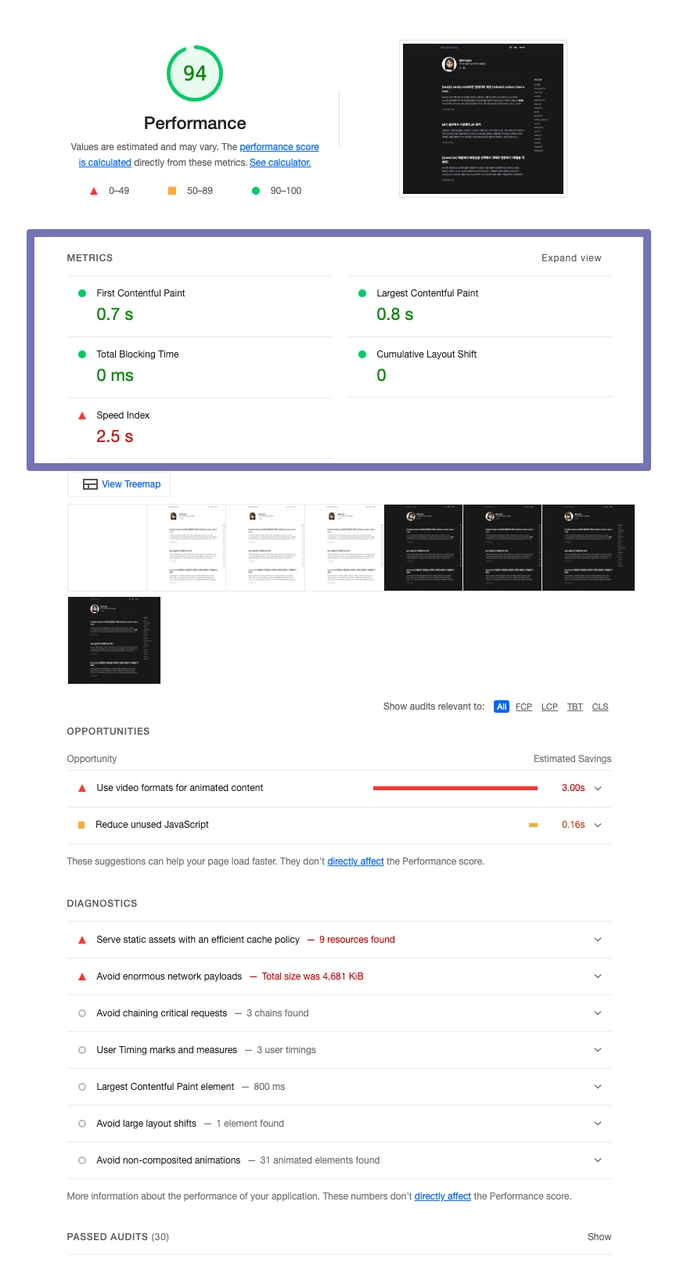 94
Performance
Values are estimated and may vary. The performance score
is calculated directly from these metrics. See calculator.
0–49
50–89
90–100
METRICS
Expand view
First Contentful Paint
0.7 s
Largest Contentful Paint
0.8 s
Total Blocking Time
0 ms
Cumulative Layout Shift
0
Speed Index
2.5 s
View Treemap
Show audits relevant to: All FCP LCP TBT CLS
OPPORTUNITIES
Opportunity
Estimated Savings
Use video formats for animated content
3.00s
Reduce unused JavaScript
0.16s
These suggestions can help your page load faster. They don't directly affect the Performance score.
DIAGNOSTICS
Serve static assets with an efficient cache policy — 9 resources found
Avoid enormous network payloads — Total size was 4,681 KiB
Avoid chaining critical requests — 3 chains found
User Timing marks and measures — 3 user timings
Largest Contentful Paint element — 800 ms
Avoid large layout shifts — 1 element found
Avoid non-composited animations — 31 animated elements found
More information about the performance of your application. These numbers don't directly affect the Performance score.
PASSED AUDITS (30)
Show